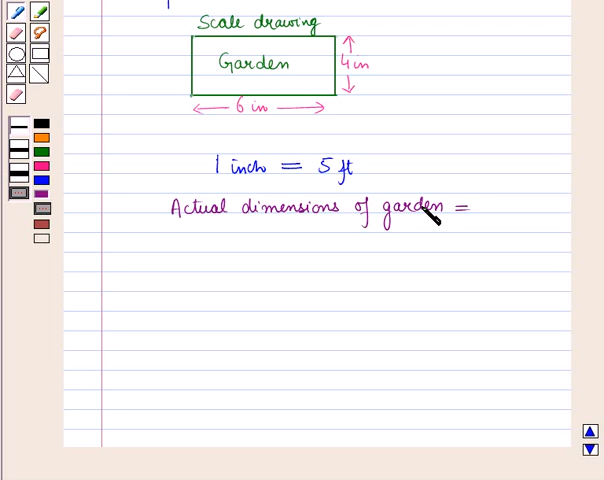 Scale drawing
Garden
4 in
6 in
1 inch = 5 ft
Actual dimensions of garden =